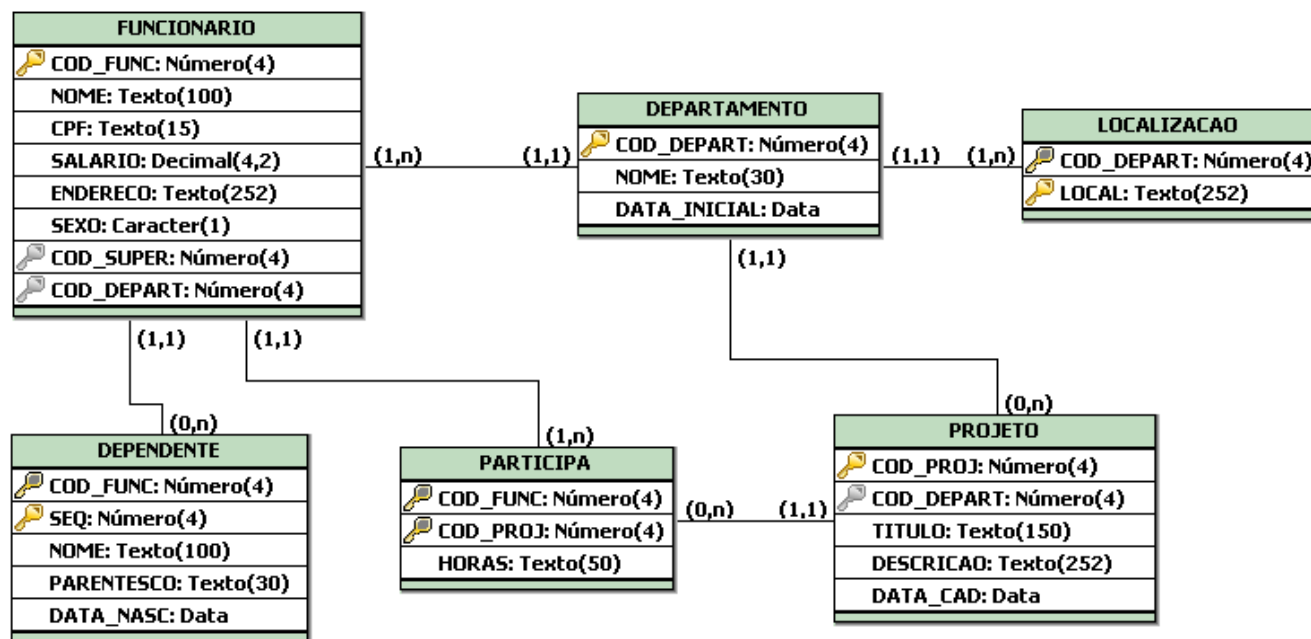 FUNCIONARIO
COD_FUNC: Número(4)
NOME: Texto(100)
CPF: Texto(15)
SALARIO: Decimal(4,2)
ENDERECO: Texto(252)
SEXO: Caracter(1)
COD_SUPER: Número(4)
COD_DEPART: Número(4)
(1,n)
(1,1)
DEPARTAMENTO
COD_DEPART: Número(4)
NOME: Texto(30)
DATA_INICIAL: Data
(1,1)
(1,n)
LOCALIZACAO
COD_DEPART: Número(4)
LOCAL: Texto(252)
(1,1)
(1,1)
(1,1)
(0,n)
DEPENDENTE
COD_FUNC: Número(4)
SEQ: Número(4)
NOME: Texto(100)
PARENTESCO: Texto(30)
DATA_NASC: Data
(1,n)
PARTICIPA
COD_FUNC: Número(4)
COD_PROJ: Número(4)
HORAS: Texto(50)
(0,n)
(1,1)
(0,n)
PROJETO
COD_PROJ: Número(4)
COD_DEPART: Número(4)
TITULO: Texto(150)
DESCRICAO: Texto(252)
DATA_CAD: Data